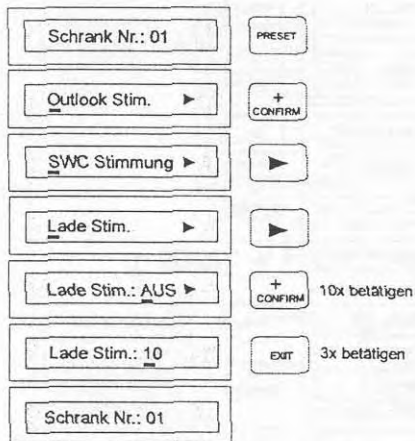 Schrank Nr.: 01 PRESET
Outlook Stim. ► + CONFIRM
SWC Stimmung ► ►
Lade Stim. ► ►
Lade Stim.: AUS ► + CONFIRM 10x betätigen
Lade Stim.: 10 EXIT 3x betätigen
Schrank Nr.: 01